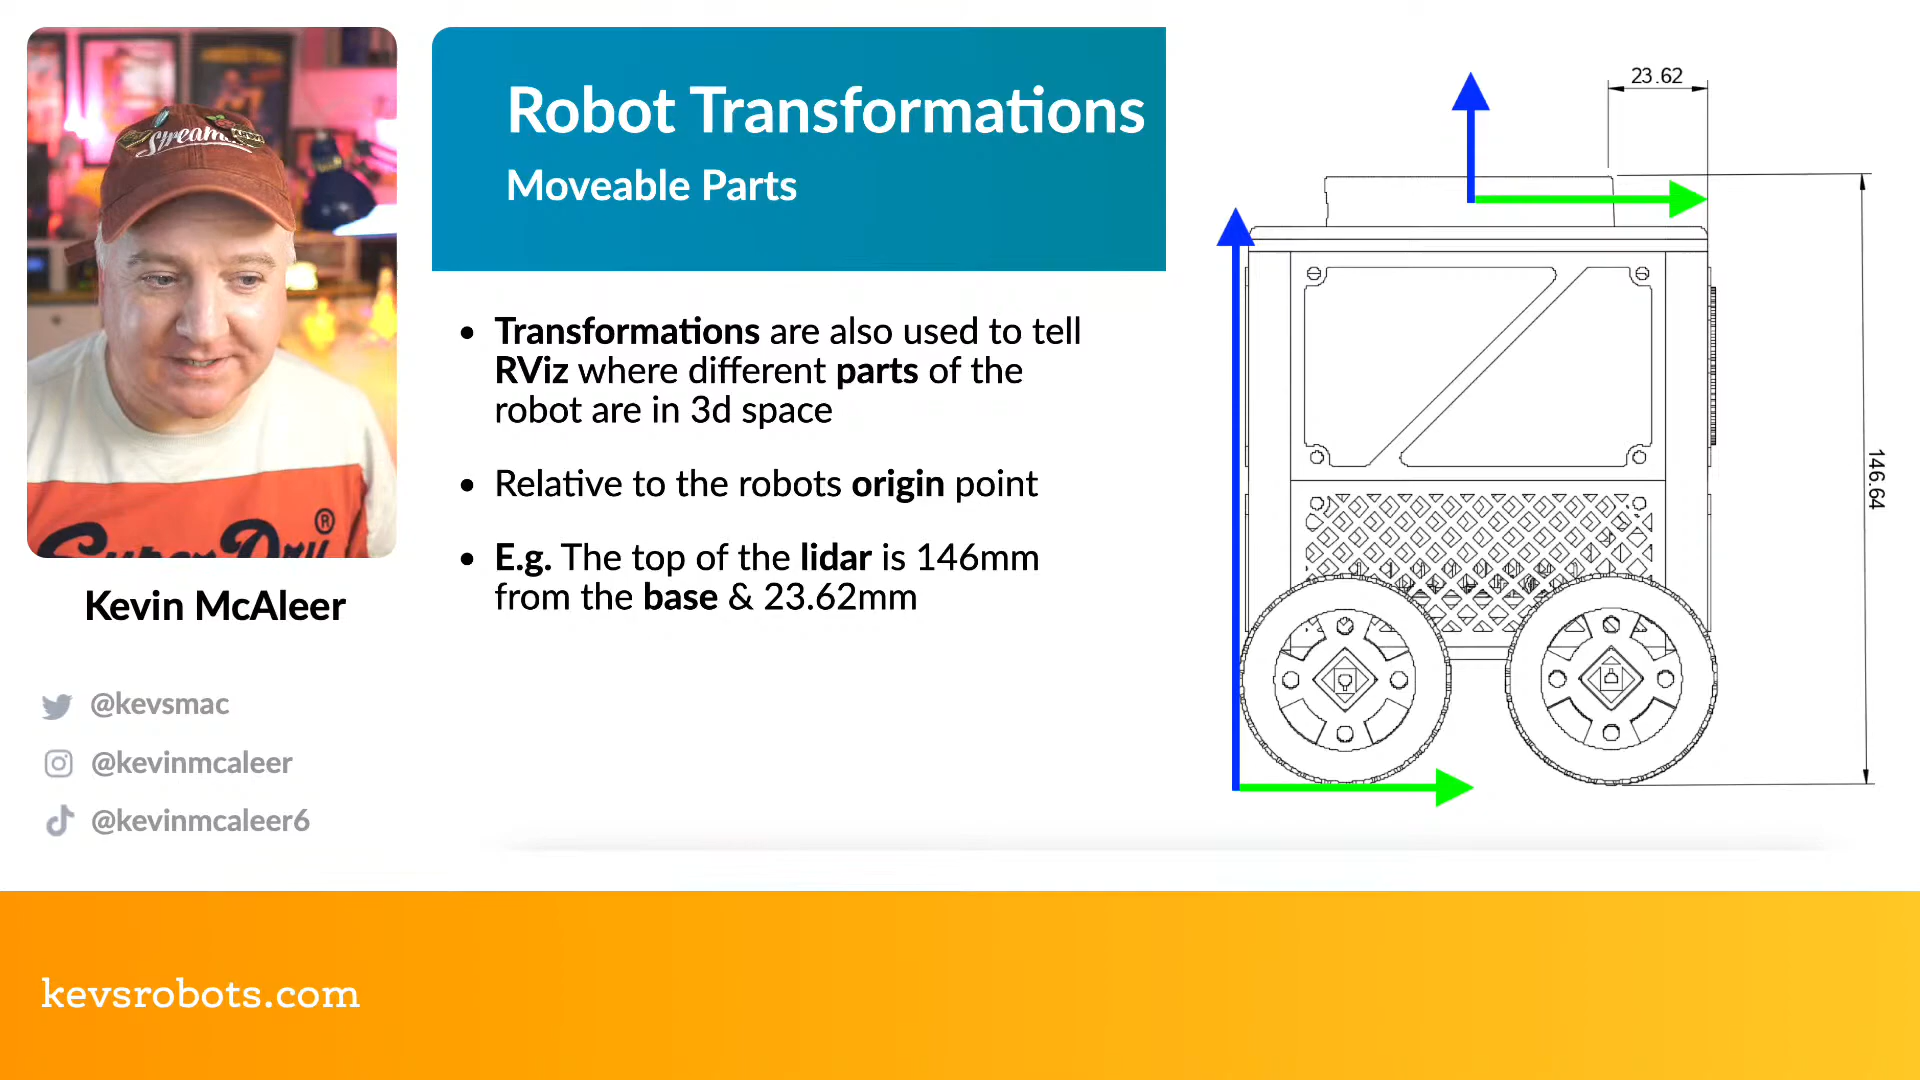 Stream
®
SuperDry
Kevin McAleer
@kevsmac
@kevinmcaleer
@kevinmcaleer6
Robot Transformations
Moveable Parts
Transformations are also used to tell
RViz where different parts of the
robot are in 3d space
Relative to the robots origin point
E.g. The top of the lidar is 146mm
from the base & 23.62mm
23.62
146.64
kevsrobots.com